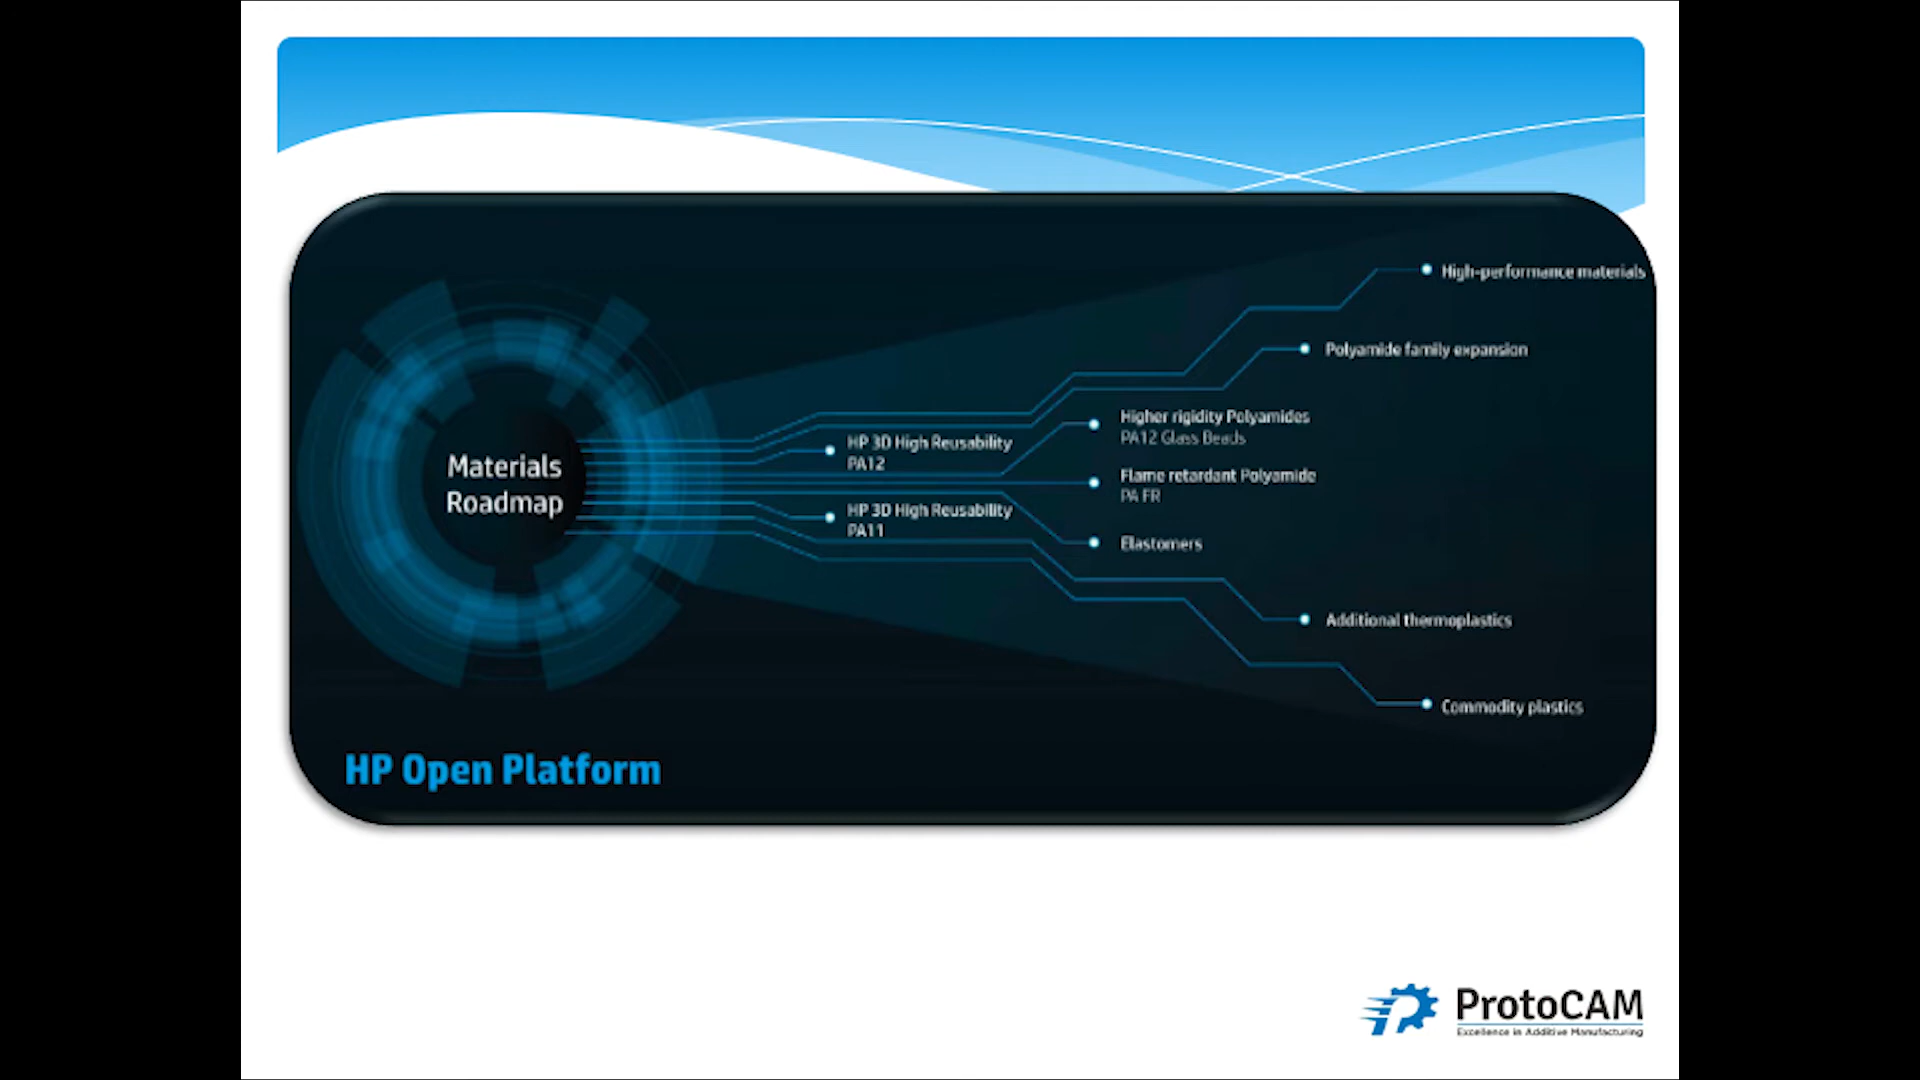 High-performance materials
Polyamide family expansion
Higher rigidity Polyamides
PA12 Glass Beads
HP 3D High Reusability
PA12
Materials
Roadmap
Flame retardant Polyamide
PA FR
HP 3D High Reusability
PA11
Elastomers
Additional thermoplastics
Commodity plastics
HP Open Platform
ProtoCAM
Excellence in Additive Manufacturing